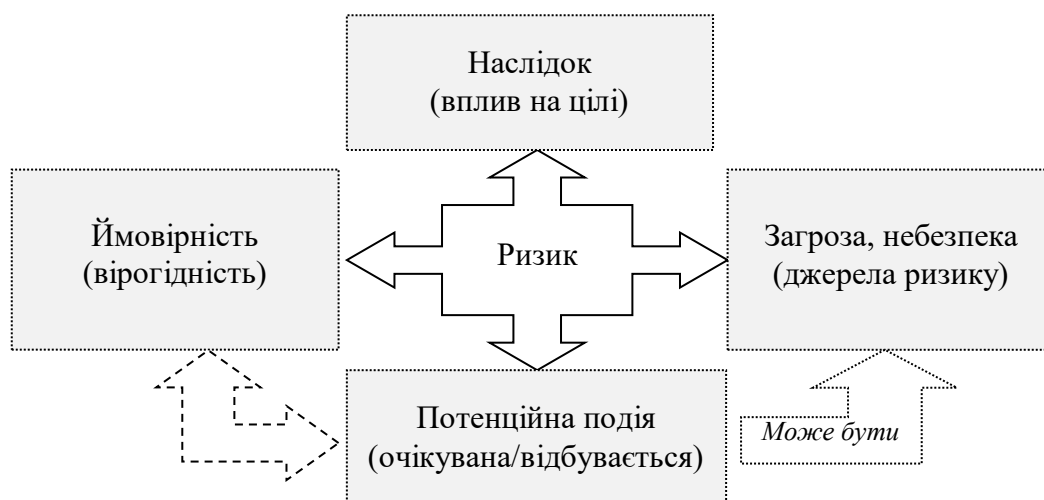 Наслідок
(вплив на цілі)
Ймовірність
(вірогідність)
Ризик
Загроза, небезпека
(джерела ризику)
Потенційна подія
(очікувана/відбувається)
Може бути